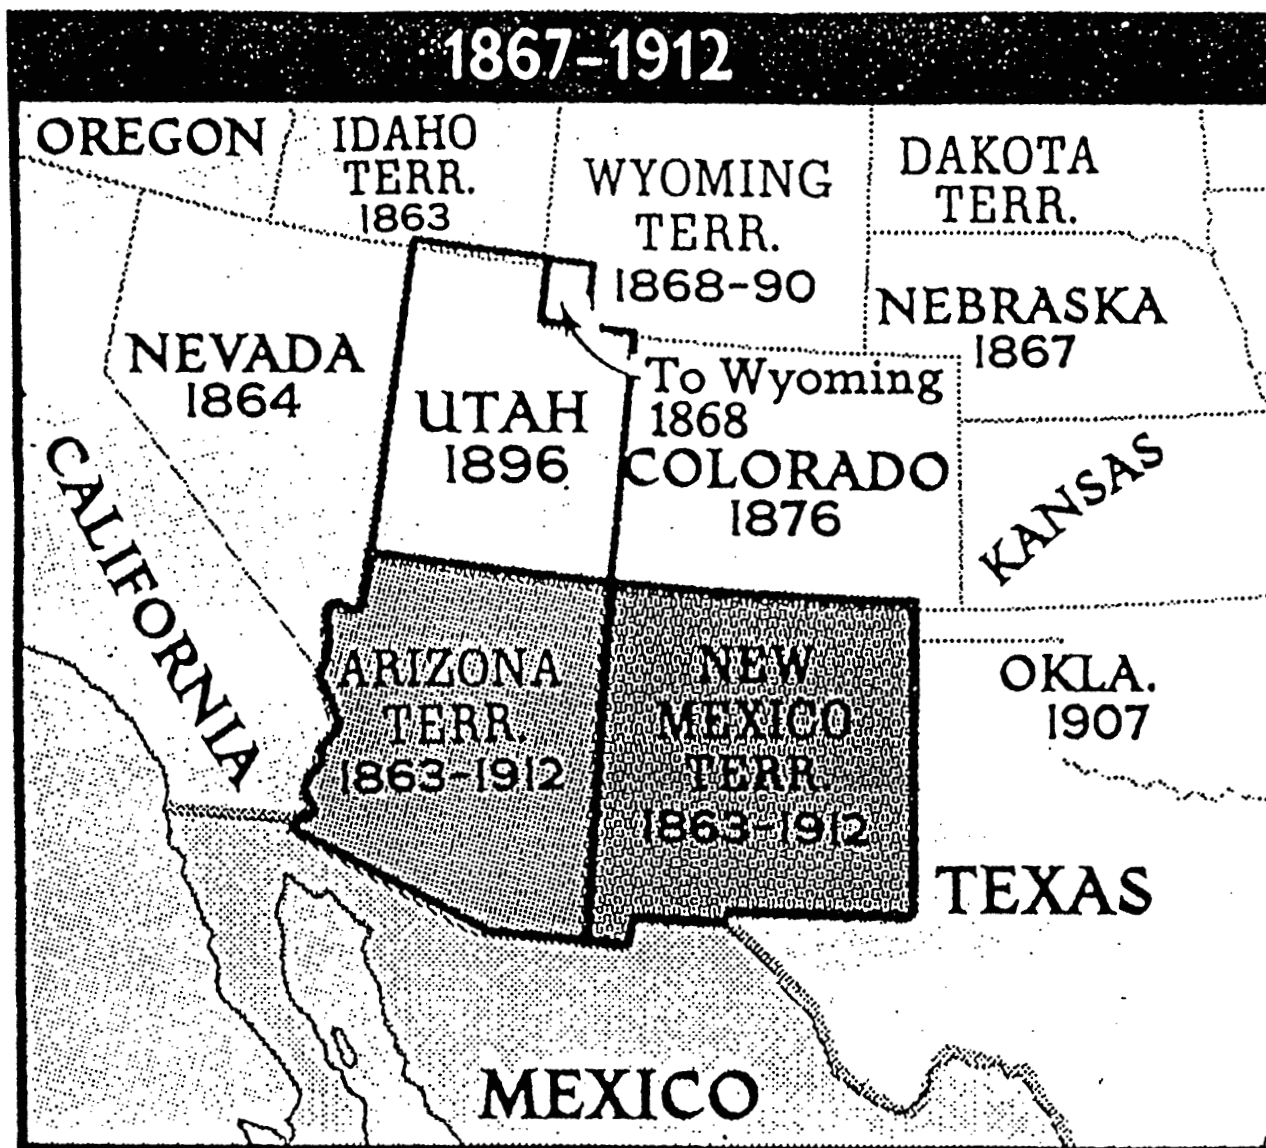 1867-1912
OREGON
IDAHO
TERR.
1863
WYOMING
TERR.
1868-90
DAKOTA
TERR.
NEBRASKA
1867
NEVADA
1864
UTAH
1896
To Wyoming
1868
COLORADO
1876
KANSAS
CALIFORNIA
ARIZONA
TERR.
1863-1912
NEW
MEXICO
TERR.
1863-1912
OKLA.
1907
TEXAS
MEXICO